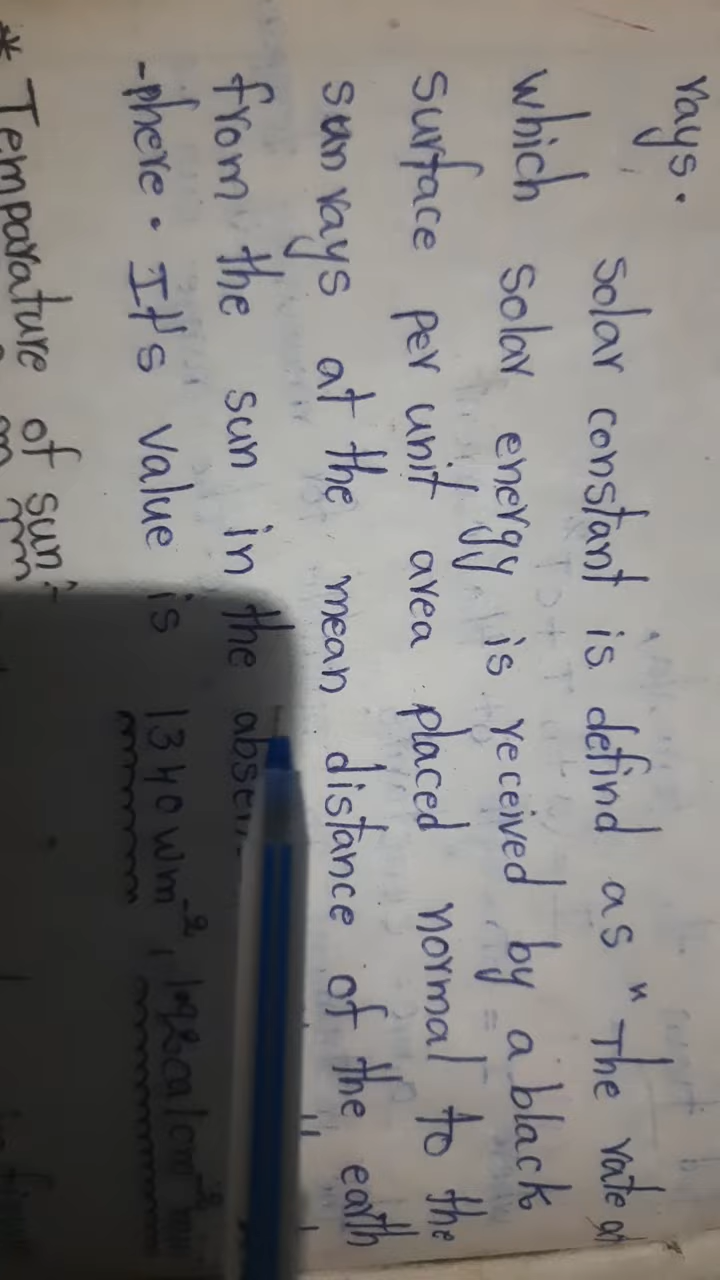 rays.
Solar constant is defind as "The rate at
which solar energy is received by a black
surface per unit area placed normal to the
sun rays at the mean distance of the earth
from the sun in the absen
-phere. It's value is 1340 wm⁻²,
* Temparature of sun:-